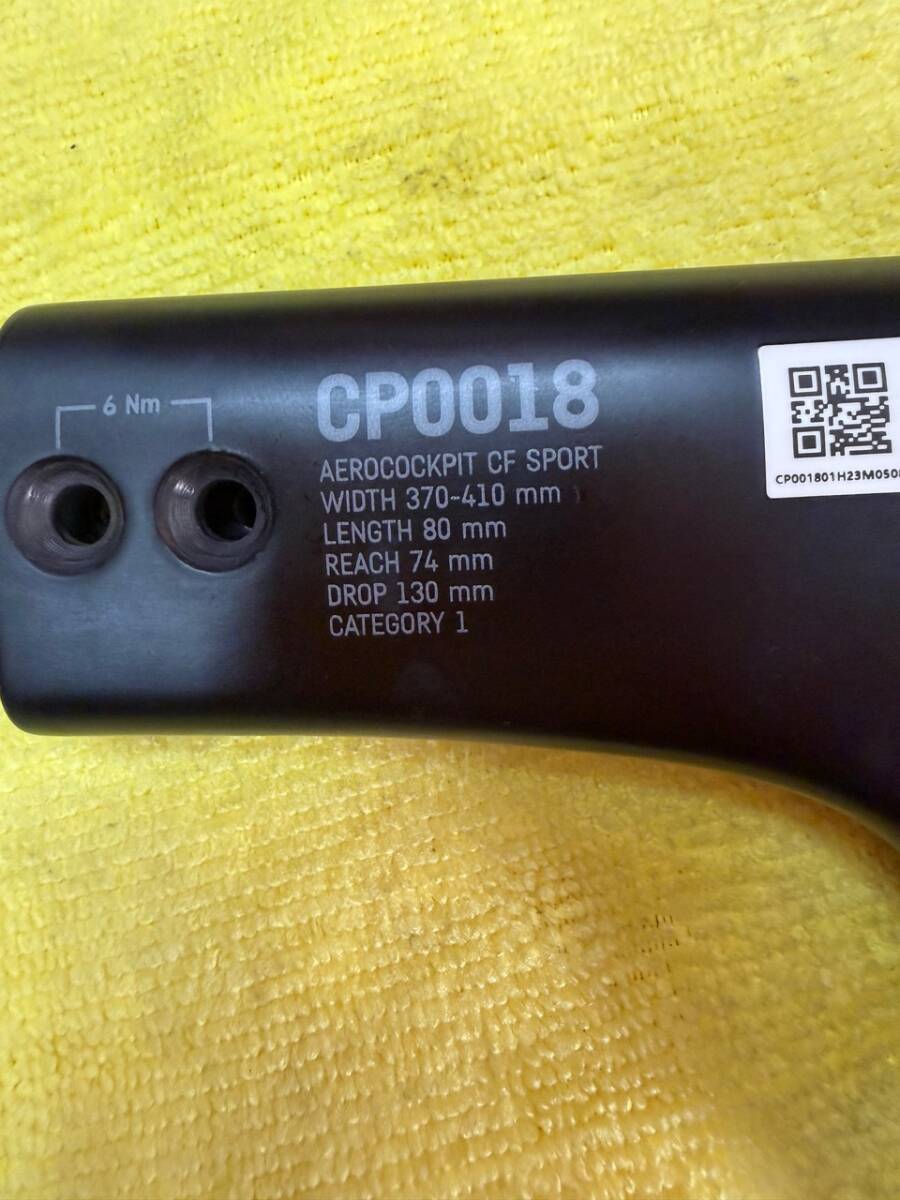 6 Nm
CP0018
AEROCOCKPIT CF SPORT
WIDTH 370-410 mm
LENGTH 80 mm
REACH 74 mm
DROP 130 mm
CATEGORY 1